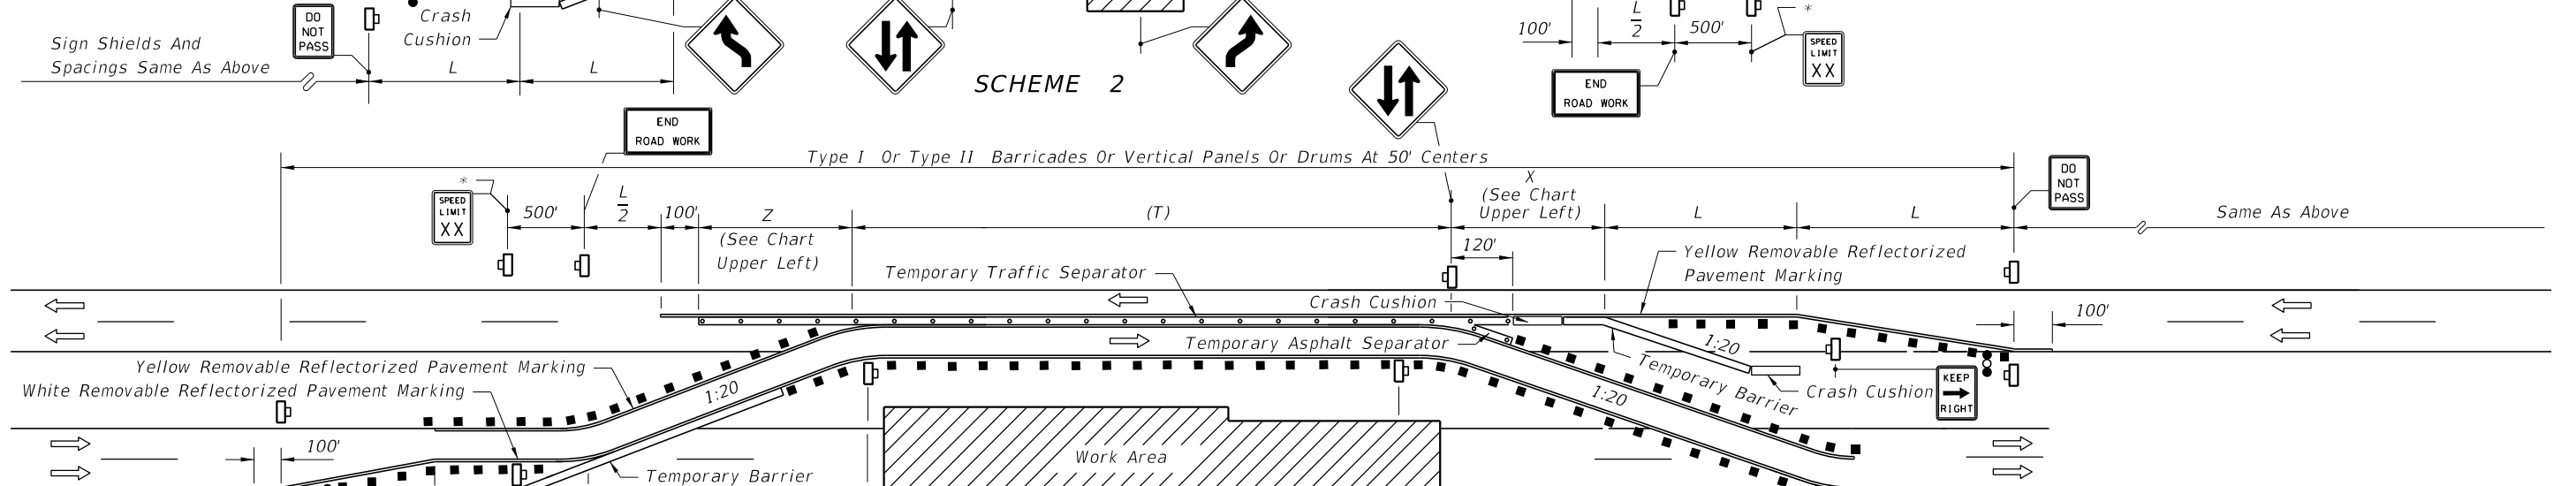 DO
NOT
PASS
Crash
Cushion
Sign Shields And
Spacings Same As Above
L
L
SCHEME 2
100'
L
2
500'
*
SPEED
LIMIT
XX
END
ROAD WORK
END
ROAD WORK
Type I Or Type II Barricades Or Vertical Panels Or Drums At 50' Centers
DO
NOT
PASS
*
SPEED
LIMIT
XX
500'
L
2
100'
Z
(See Chart
Upper Left)
(T)
X
(See Chart
Upper Left)
L
L
Same As Above
120'
Yellow Removable Reflectorized
Pavement Marking
Temporary Traffic Separator
Crash Cushion
100'
Temporary Asphalt Separator
1:20
Temporary Barrier
Crash Cushion
KEEP
RIGHT
Yellow Removable Reflectorized Pavement Marking
White Removable Reflectorized Pavement Marking
1:20
1:20
100'
Work Area
Temporary Barrier